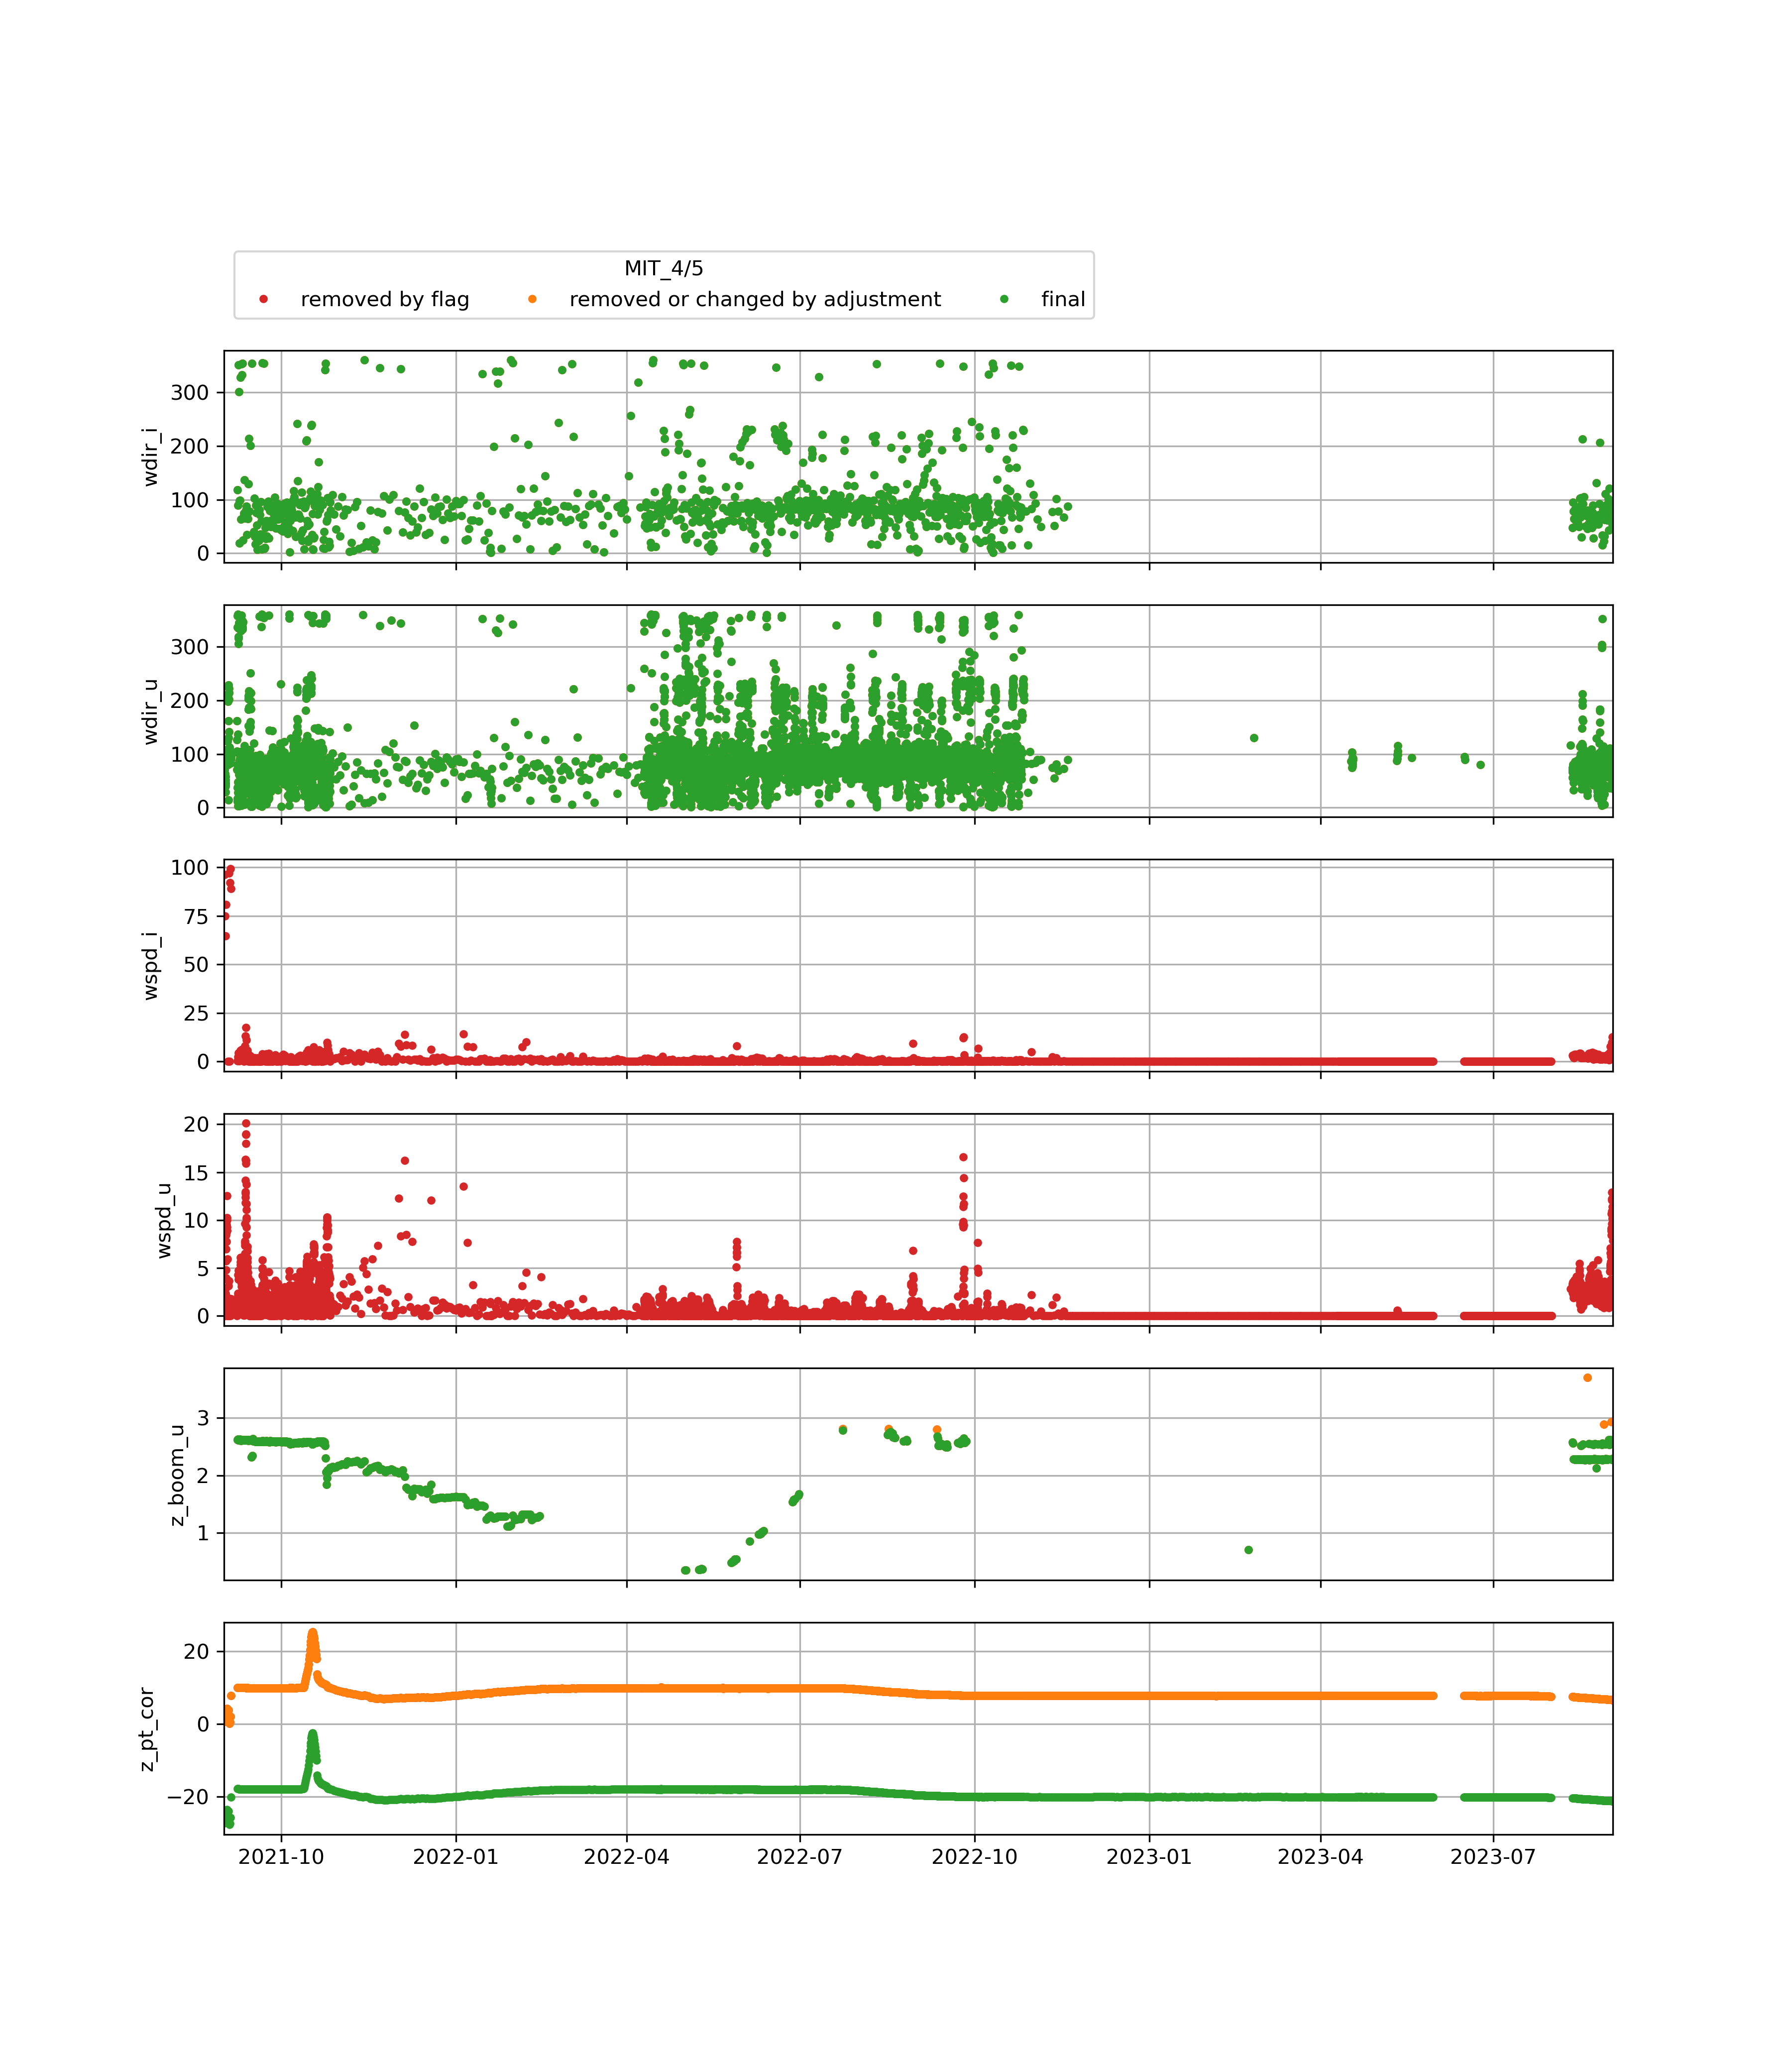 MIT_4/5
removed by flag removed or changed by adjustment final
wdir_i
300
200
100
0
wdir_u
300
200
100
0
wspd_i
100
75
50
25
0
wspd_u
20
15
10
5
0
z_boom_u
3
2
1
z_pt_cor
20
0
−20
2021-10 2022-01 2022-04 2022-07 2022-10 2023-01 2023-04 2023-07